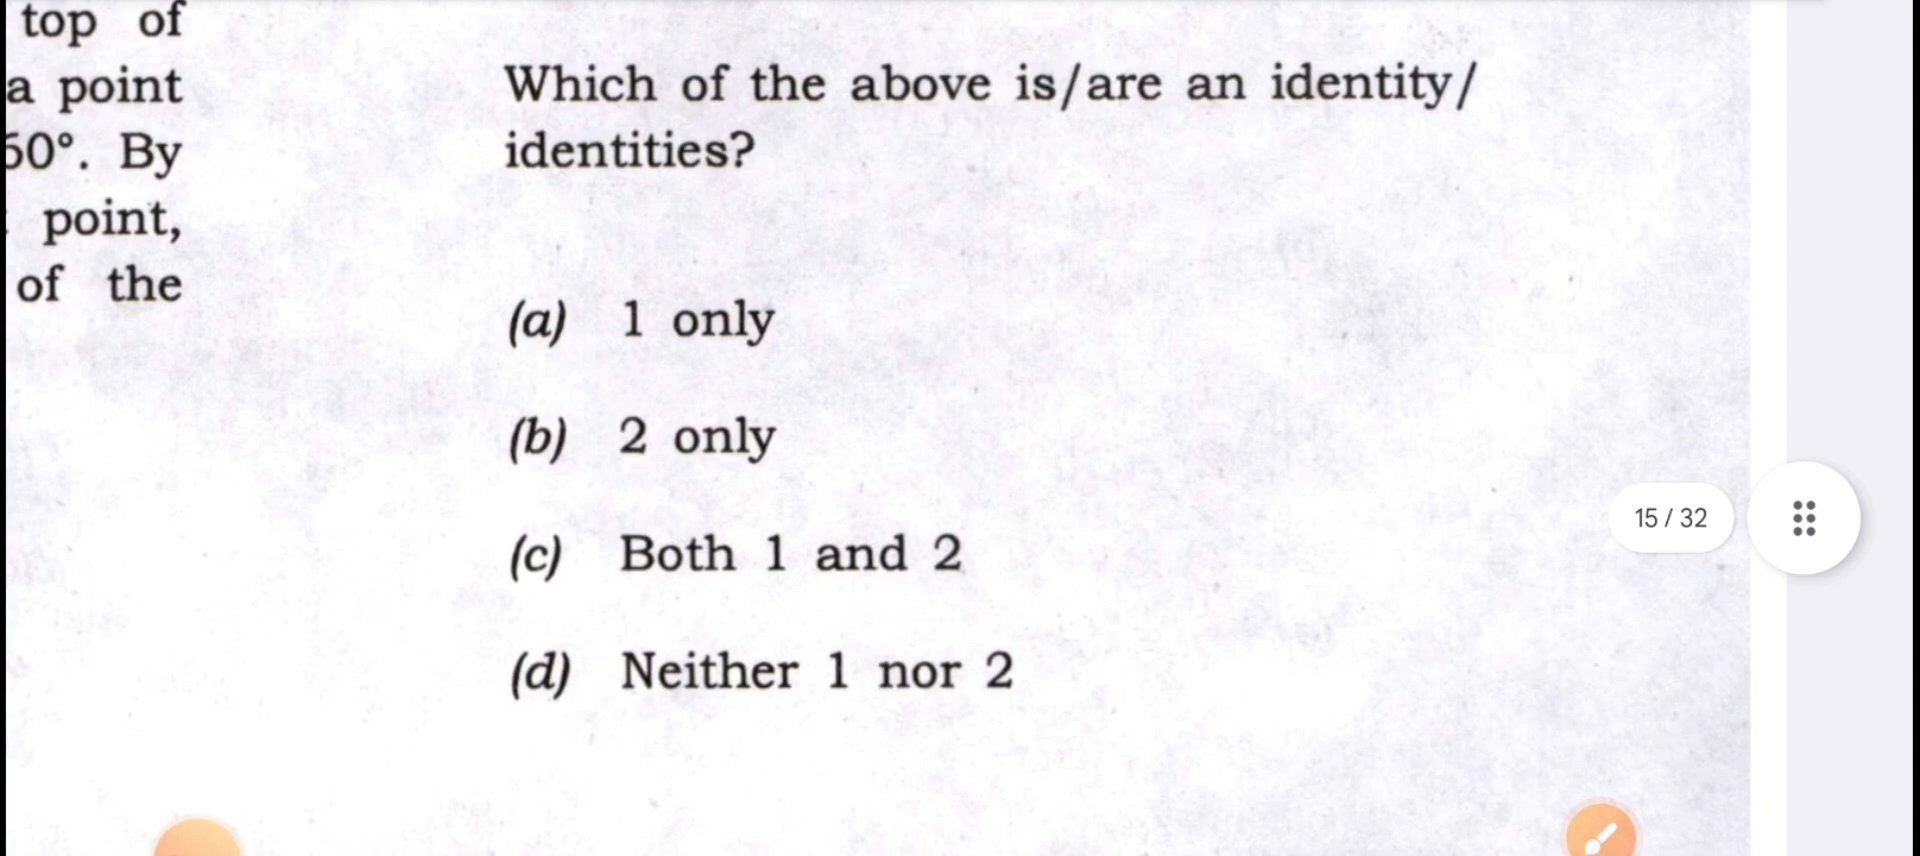 top of
a point
60°. By
point,
of the
Which of the above is/are an identity/
identities?
(a) 1 only
(b) 2 only
(c) Both 1 and 2
(d) Neither 1 nor 2
15 / 32